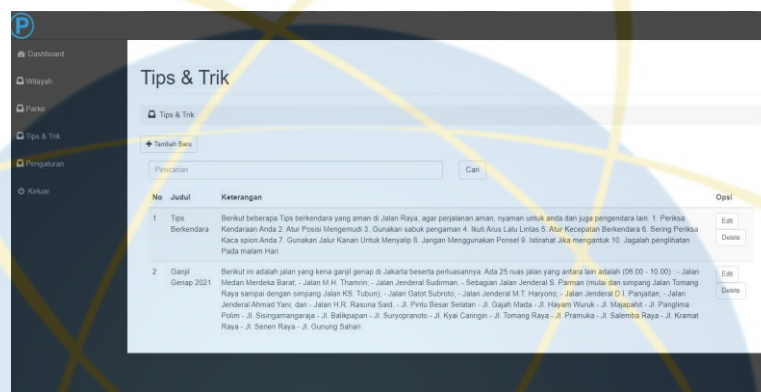 P
Dashboard
Wilayah
Parkir
Tips & Trik
Pengaturan
Keluar
Tips & Trik
Tips & Trik
Tambah Baru
Pencarian
Cari
No Judul Keterangan Opsi
1 Tips Berkendara
Berikut beberapa Tips berkendara yang aman di Jalan Raya, agar perjalanan aman, nyaman untuk anda dan juga pengendara lain: 1. Periksa
Kendaraan Anda 2. Atur Posisi Mengemudi 3. Gunakan sabuk pengaman 4. Ikuti Arus Lalu Lintas 5. Atur Kecepatan Berkendara 6. Sering Periksa
Kaca spion Anda 7. Gunakan Jalur Kanan Untuk Menyalip 8. Jangan Menggunakan Ponsel 9. Istirahat Jika mengantuk 10. Jagalah penglihatan
Pada malam Hari
Edit
Delete
2 Ganjil Genap 2021
Berikut ini adalah jalan yang kena ganjil genap di Jakarta beserta perluasannya. Ada 25 ruas jalan yang antara lain adalah (06.00 - 10.00) : - Jalan
Medan Merdeka Barat; - Jalan M.H. Thamrin; - Jalan Jenderal Sudirman; - Sebagian Jalan Jenderal S. Parman (mulai dari simpang Jalan Tomang
Raya sampai dengan simpang Jalan KS. Tubun); - Jalan Gatot Subroto; - Jalan Jenderal M.T. Haryono; - Jalan Jenderal D.I. Panjaitan; - Jalan
Jenderal Ahmad Yani; dan - Jalan H.R. Rasuna Said. - Jl. Pintu Besar Selatan - Jl. Gajah Mada - Jl. Hayam Wuruk - Jl. Majapahit - Jl. Panglima
Polim - Jl. Sisingamangaraja - Jl. Balikpapan - Jl. Suryopranoto - Jl. Kyai Caringin - Jl. Tomang Raya - Jl. Pramuka - Jl. Salemba Raya - Jl. Kramat
Raya - Jl. Senen Raya - Jl. Gunung Sahari
Edit
Delete